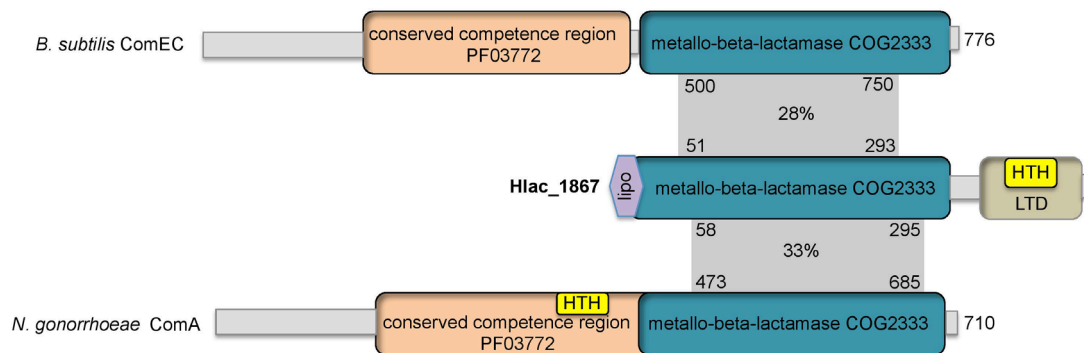 B. subtilis ComEC
conserved competence region
PF03772
metallo-beta-lactamase COG2333
776
500 750
28%
51 293
Hlac_1867
lipo
metallo-beta-lactamase COG2333
HTH
LTD
58 295
33%
473 685
N. gonorrhoeae ComA
HTH
conserved competence region
PF03772
metallo-beta-lactamase COG2333
710